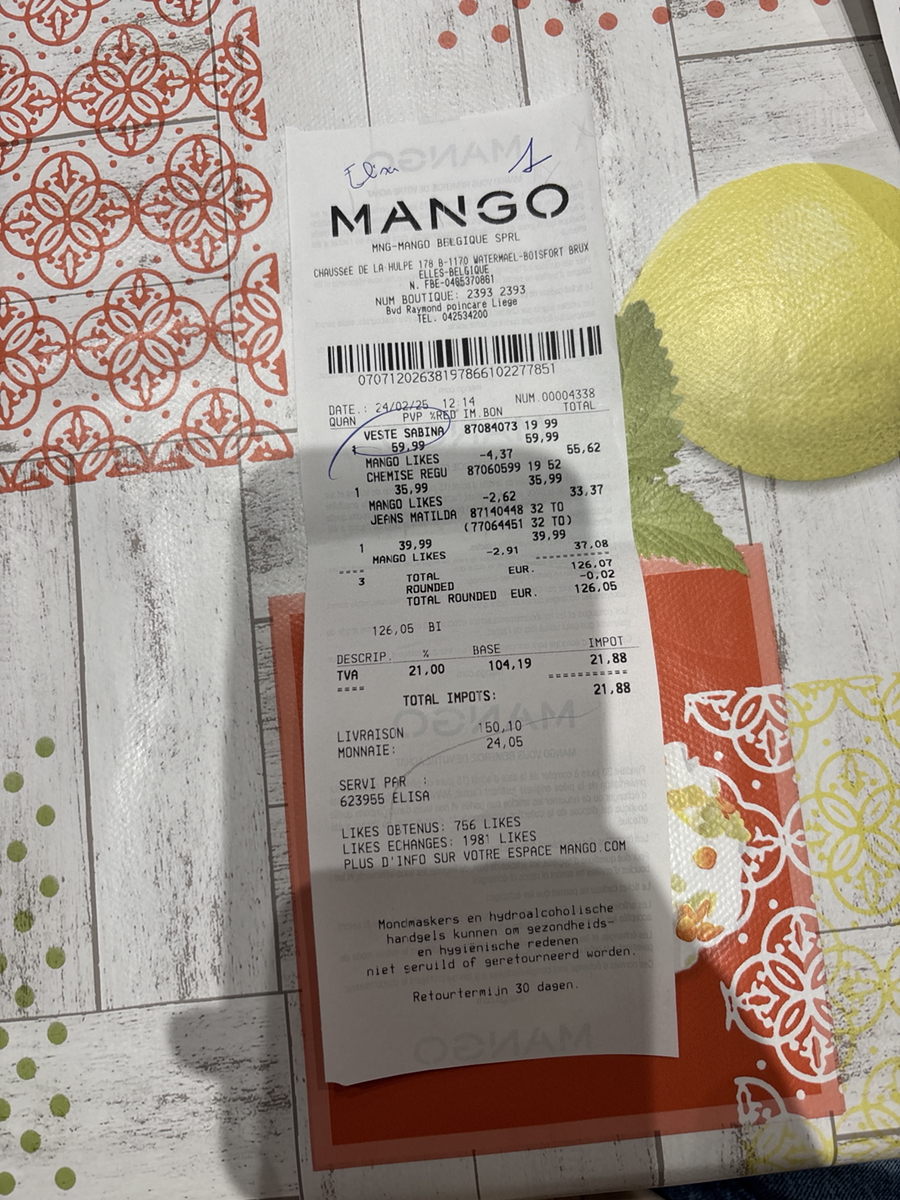 Elisa
MANGO
MNG-MANGO BELGIQUE SPRL
CHAUSSéE DE LA HULPE 178 B-1170 WATERMAEL-BOISFORT BRUX
ELLES-BELGIQUE
N. FBE-0465370861
NUM BOUTIQUE: 2393 2393
Bvd Raymond poincare Liege
TEL. 042534200
07071202638197866102277851
DATE.: 24/02/25 12:14 NUM.:00004338
QUAN PVP %RED IM.BON TOTAL
VESTE SABINA 87084073 19 99
1 59,99 59,99
MANGO LIKES -4,37 55,62
CHEMISE REGU 87060599 19 52
1 35,99 35,99
MANGO LIKES -2,62 33,37
JEANS MATILDA 87140448 32 TO
(77064451 32 TO)
1 39,99 39,99
MANGO LIKES -2,91 37,08
---- ----------
3 TOTAL EUR. 126,07
ROUNDED -0,02
TOTAL ROUNDED EUR. 126,05
126,05 BI
DESCRIP. % BASE IMPOT
TVA 21,00 104,19 21,88
==== ===========
TOTAL IMPOTS: 21,88
LIVRAISON 150,10
MONNAIE: 24,05
SERVI PAR :
623955 ELISA
LIKES OBTENUS: 756 LIKES
LIKES ECHANGES: 1981 LIKES
PLUS D'INFO SUR VOTRE ESPACE MANGO.COM
Mondmaskers en hydroalcoholische
handgels kunnen om gezondheids-
en hygiënische redenen
niet geruild of geretourneerd worden.
Retourtermijn 30 dagen.